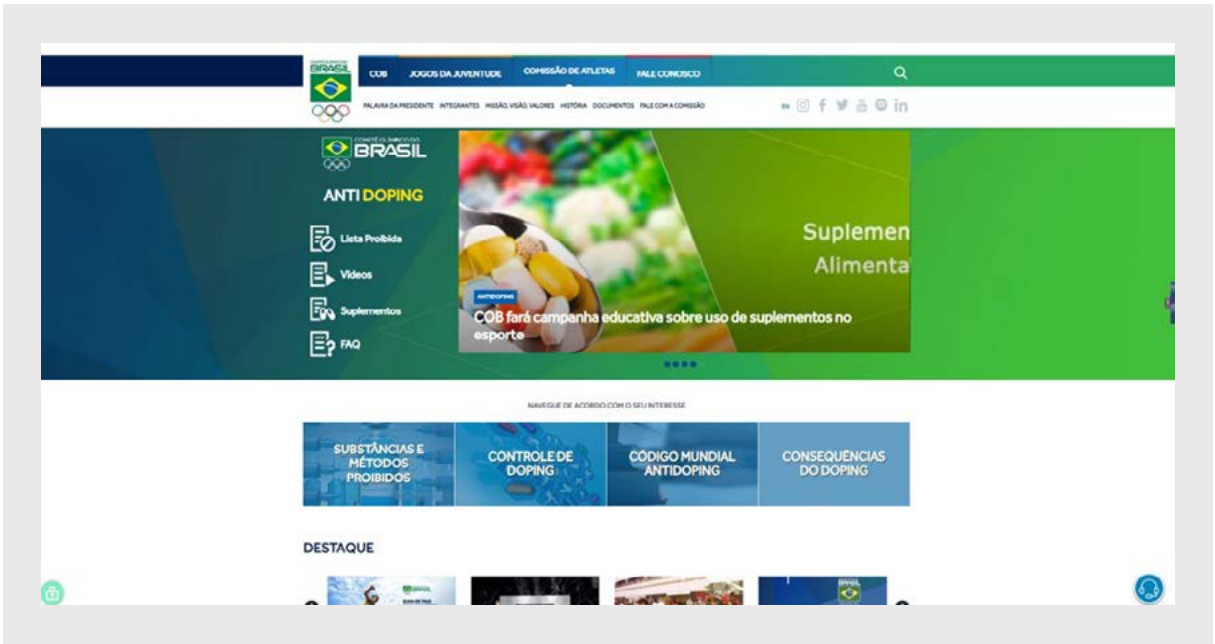 BRASIL
COB JOGOS DA JUVENTUDE COMISSÃO DE ATLETAS FALE CONOSCO
PALAVRA DA PRESIDENTE INTEGRANTES MISSÃO, VISÃO, VALORES HISTÓRIA DOCUMENTOS FALE COM A COMISSÃO
EN
COMITÊ OLÍMPICO DO
BRASIL
ANTI DOPING
Lista Proibida
Vídeos
Suplementos
FAQ
Suplemen
Alimenta
ANTIDOPING
COB fará campanha educativa sobre uso de suplementos no
esporte
NAVEGUE DE ACORDO COM O SEU INTERESSE
SUBSTÂNCIAS E
MÉTODOS
PROIBIDOS
CONTROLE DE
DOPING
CÓDIGO MUNDIAL
ANTIDOPING
CONSEQUÊNCIAS
DO DOPING
DESTAQUE